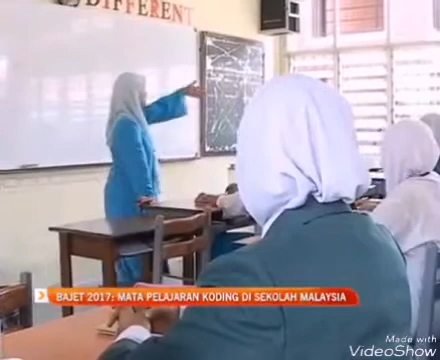 DIFFERENT
BAJET 2017: MATA PELAJARAN KODING DI SEKOLAH MALAYSIA
Made with
VideoShow